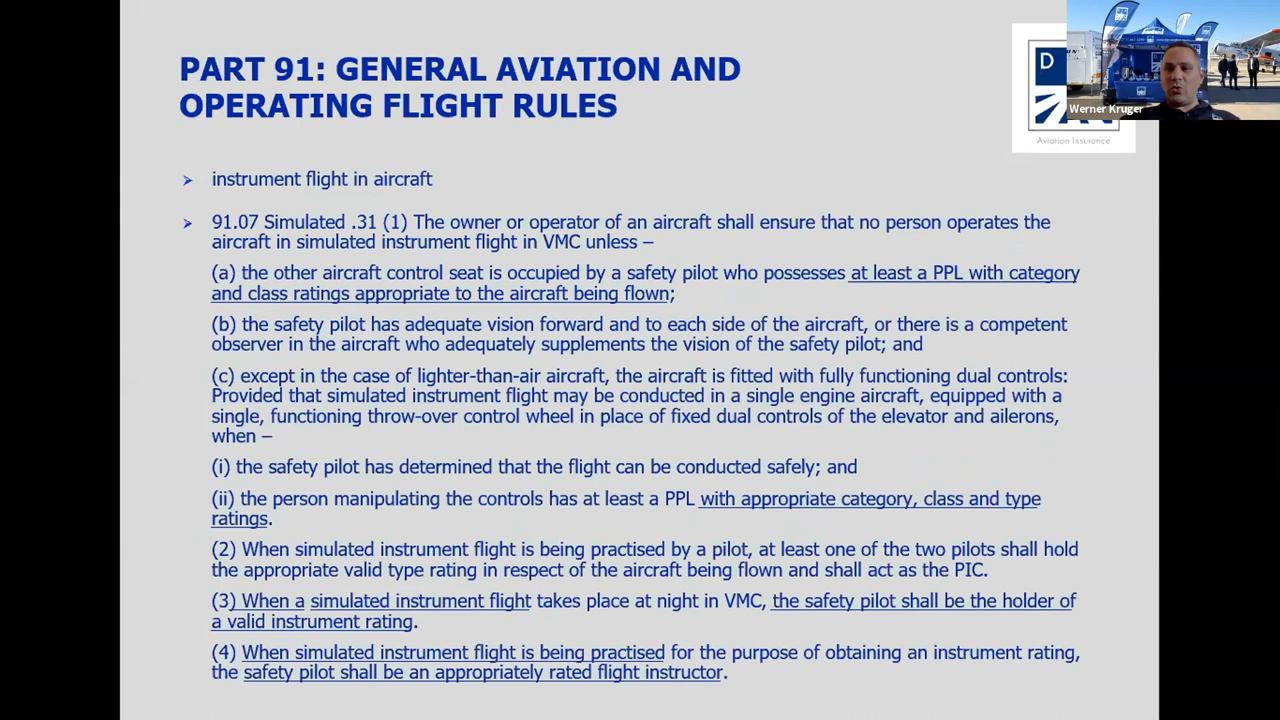 PART 91: GENERAL AVIATION AND
OPERATING FLIGHT RULES
D
Aviation Insurance
Werner Kruger
instrument flight in aircraft
91.07 Simulated .31 (1) The owner or operator of an aircraft shall ensure that no person operates the
aircraft in simulated instrument flight in VMC unless –
(a) the other aircraft control seat is occupied by a safety pilot who possesses at least a PPL with category
and class ratings appropriate to the aircraft being flown;
(b) the safety pilot has adequate vision forward and to each side of the aircraft, or there is a competent
observer in the aircraft who adequately supplements the vision of the safety pilot; and
(c) except in the case of lighter-than-air aircraft, the aircraft is fitted with fully functioning dual controls:
Provided that simulated instrument flight may be conducted in a single engine aircraft, equipped with a
single, functioning throw-over control wheel in place of fixed dual controls of the elevator and ailerons,
when –
(i) the safety pilot has determined that the flight can be conducted safely; and
(ii) the person manipulating the controls has at least a PPL with appropriate category, class and type
ratings.
(2) When simulated instrument flight is being practised by a pilot, at least one of the two pilots shall hold
the appropriate valid type rating in respect of the aircraft being flown and shall act as the PIC.
(3) When a simulated instrument flight takes place at night in VMC, the safety pilot shall be the holder of
a valid instrument rating.
(4) When simulated instrument flight is being practised for the purpose of obtaining an instrument rating,
the safety pilot shall be an appropriately rated flight instructor.